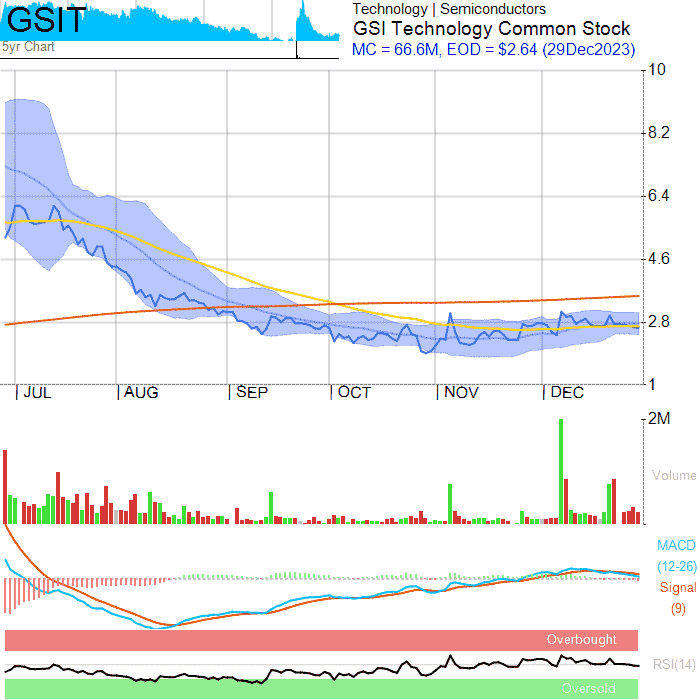 GSIT
5yr Chart
Technology | Semiconductors
GSI Technology Common Stock
MC = 66.6M, EOD = $2.64 (29Dec2023)
10
8.2
6.4
4.6
2.8
1
JUL AUG SEP OCT NOV DEC
2M
Volume
MACD
(12-26)
Signal
(9)
Overbought
RSI(14)
Oversold